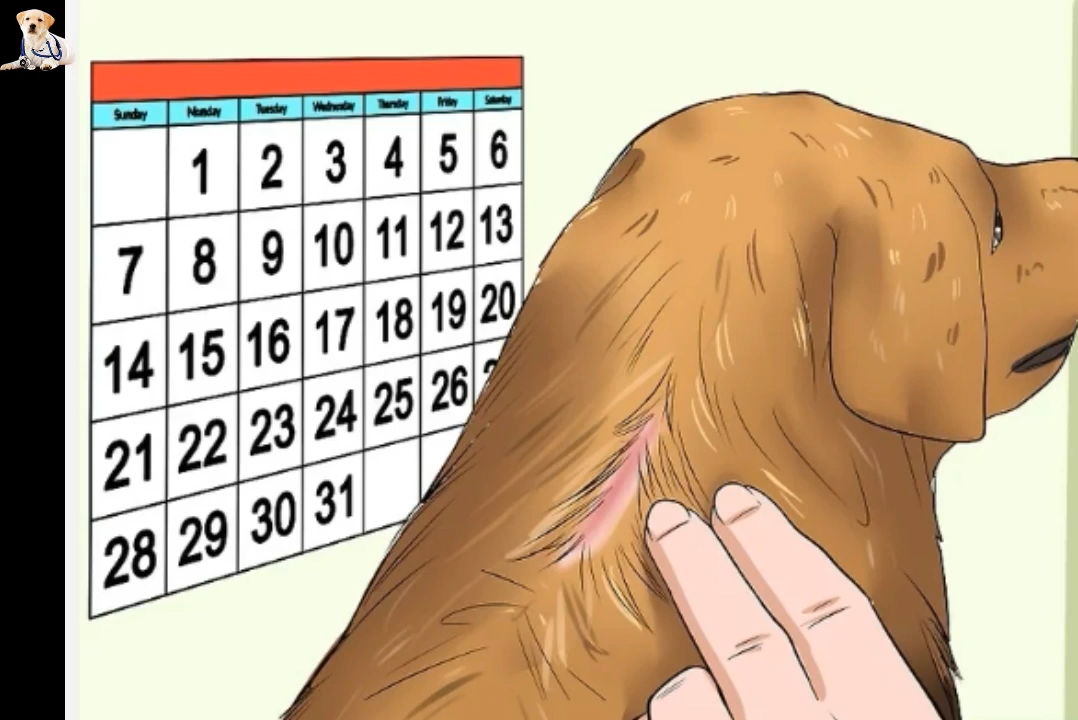 Sunday Monday Tuesday Wednesday Thursday Friday Saturday
1 2 3 4 5 6
7 8 9 10 11 12 13
14 15 16 17 18 19 20
21 22 23 24 25 26
28 29 30 31